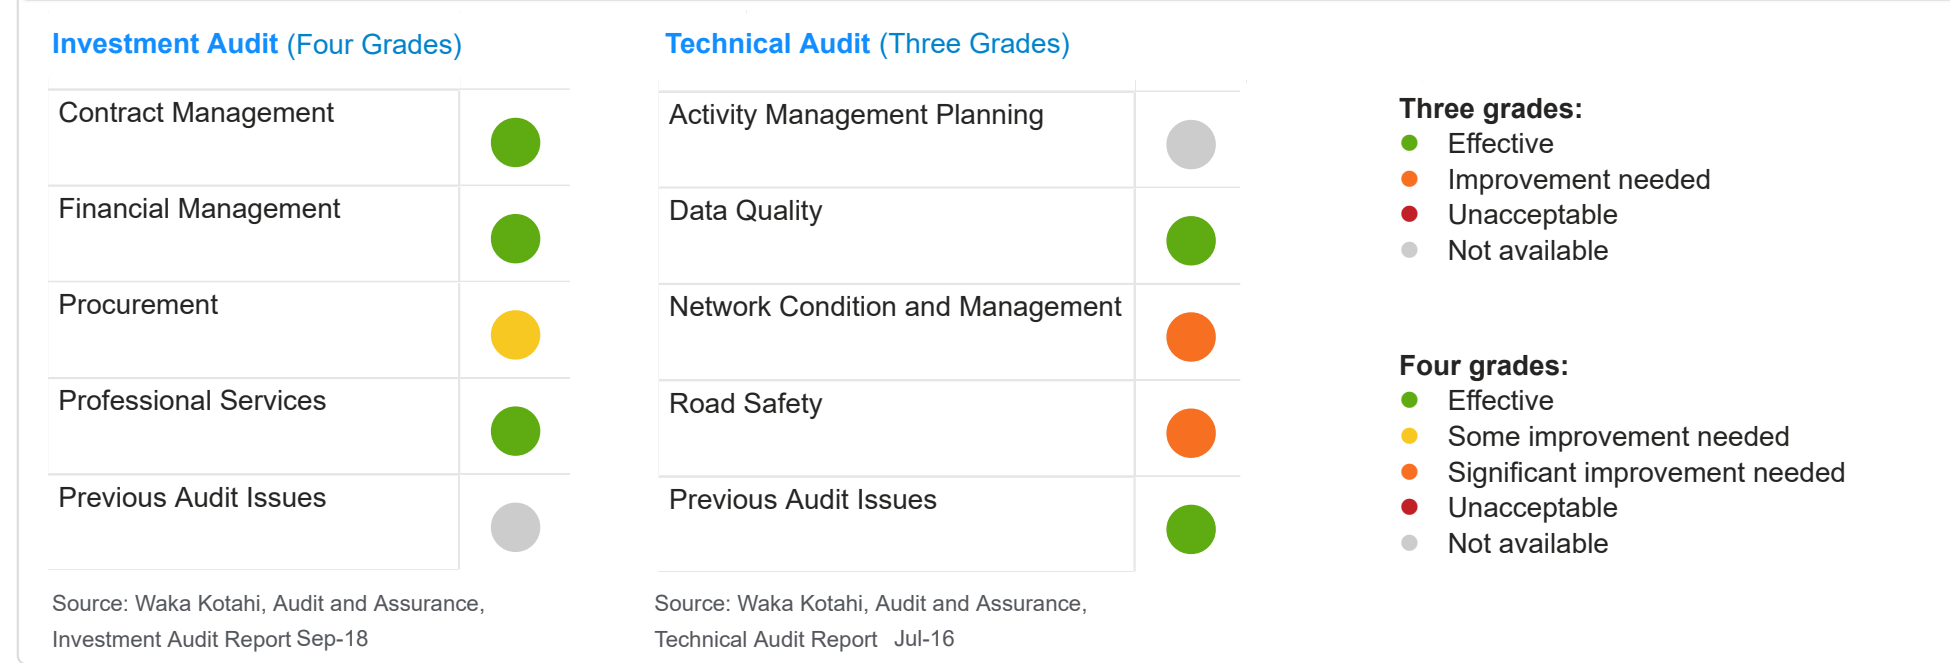 Investment Audit (Four Grades)
Contract Management
Financial Management
Procurement
Professional Services
Previous Audit Issues
Source: Waka Kotahi, Audit and Assurance,
Investment Audit Report Sep-18
Technical Audit (Three Grades)
Activity Management Planning
Data Quality
Network Condition and Management
Road Safety
Previous Audit Issues
Source: Waka Kotahi, Audit and Assurance,
Technical Audit Report Jul-16
Three grades:
Effective
Improvement needed
Unacceptable
Not available
Four grades:
Effective
Some improvement needed
Significant improvement needed
Unacceptable
Not available